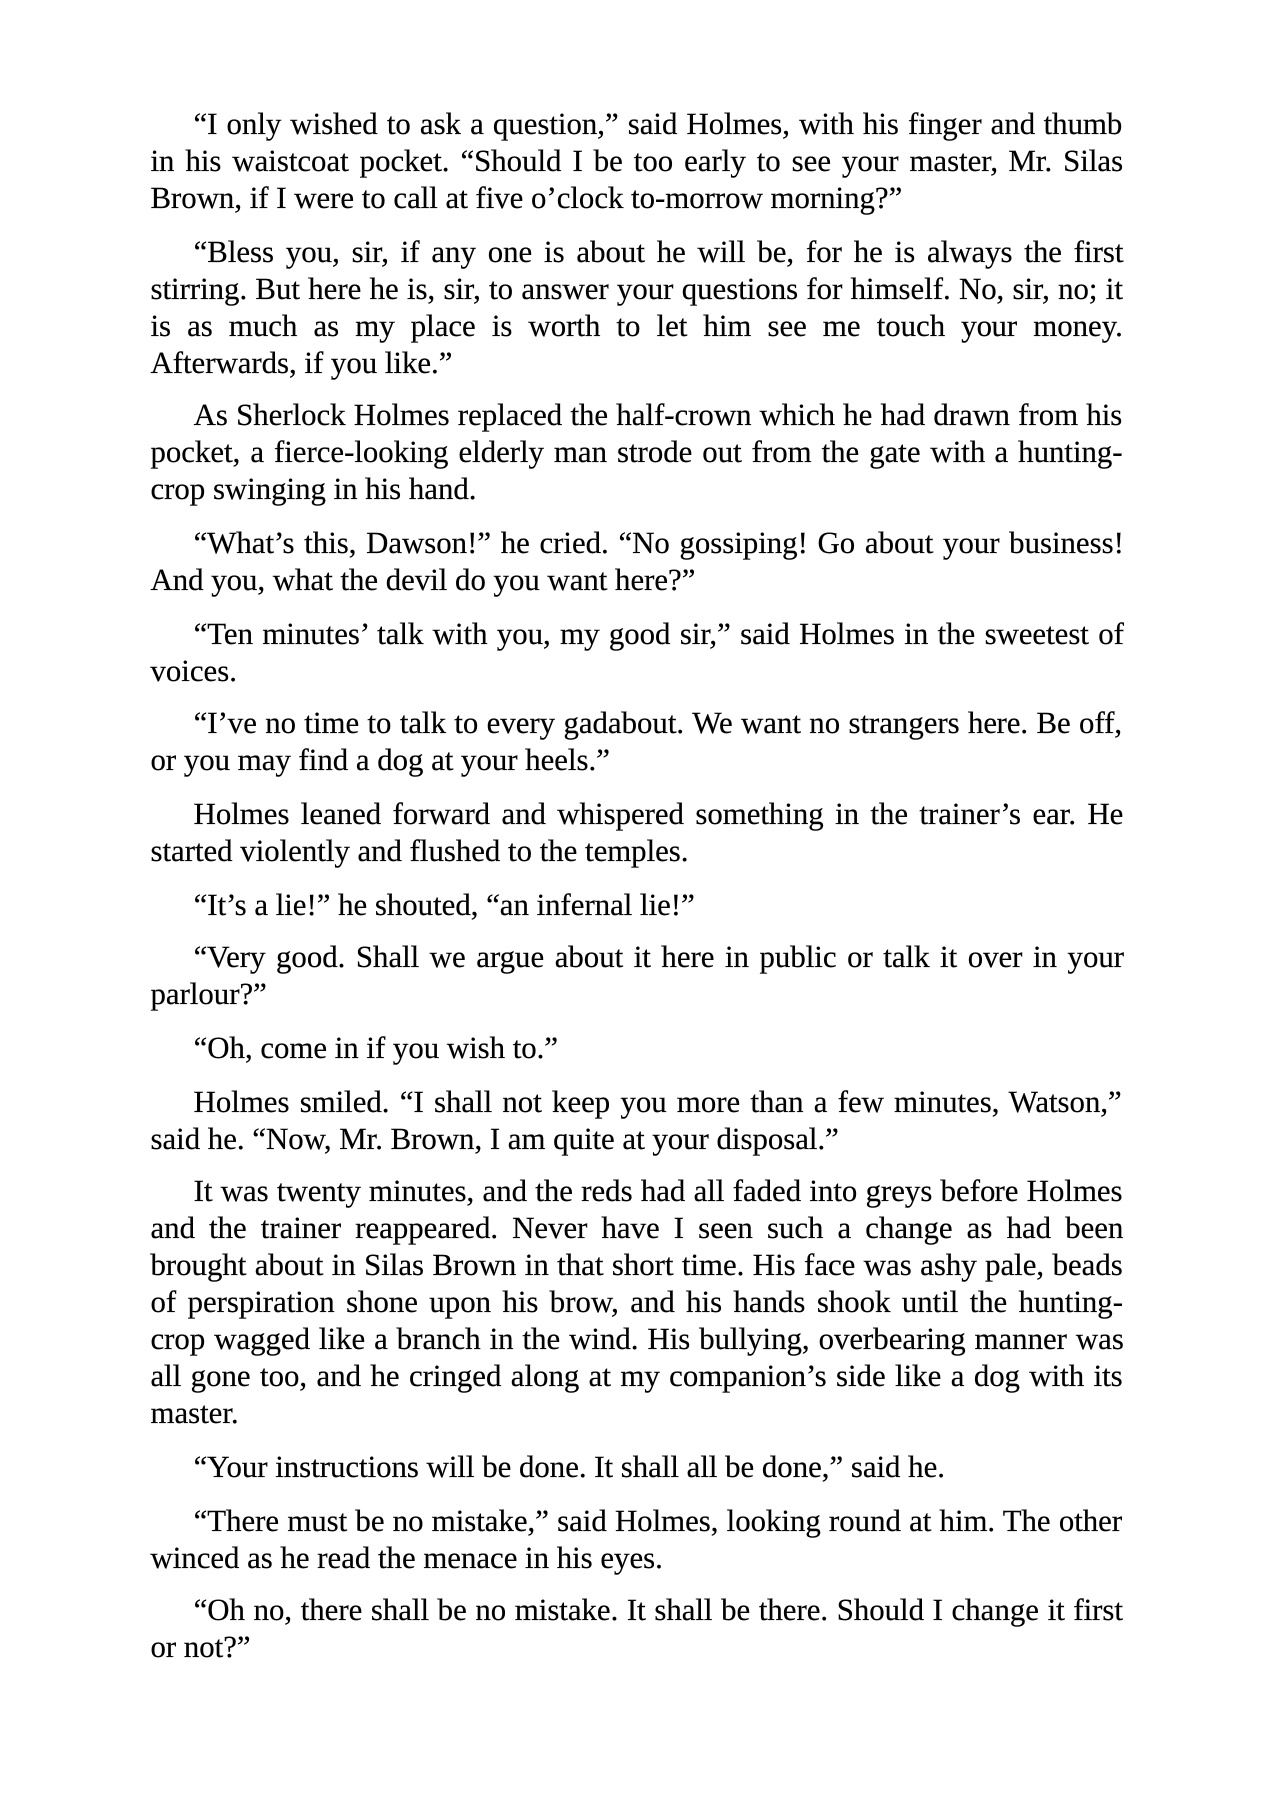 “I only wished to ask a question,” said Holmes, with his finger and thumb
in his waistcoat pocket. “Should I be too early to see your master, Mr. Silas
Brown, if I were to call at five o’clock to-morrow morning?”
“Bless you, sir, if any one is about he will be, for he is always the first
stirring. But here he is, sir, to answer your questions for himself. No, sir, no; it
is as much as my place is worth to let him see me touch your money.
Afterwards, if you like.”
As Sherlock Holmes replaced the half-crown which he had drawn from his
pocket, a fierce-looking elderly man strode out from the gate with a hunting-
crop swinging in his hand.
“What’s this, Dawson!” he cried. “No gossiping! Go about your business!
And you, what the devil do you want here?”
“Ten minutes’ talk with you, my good sir,” said Holmes in the sweetest of
voices.
“I’ve no time to talk to every gadabout. We want no strangers here. Be off,
or you may find a dog at your heels.”
Holmes leaned forward and whispered something in the trainer’s ear. He
started violently and flushed to the temples.
“It’s a lie!” he shouted, “an infernal lie!”
“Very good. Shall we argue about it here in public or talk it over in your
parlour?”
“Oh, come in if you wish to.”
Holmes smiled. “I shall not keep you more than a few minutes, Watson,”
said he. “Now, Mr. Brown, I am quite at your disposal.”
It was twenty minutes, and the reds had all faded into greys before Holmes
and the trainer reappeared. Never have I seen such a change as had been
brought about in Silas Brown in that short time. His face was ashy pale, beads
of perspiration shone upon his brow, and his hands shook until the hunting-
crop wagged like a branch in the wind. His bullying, overbearing manner was
all gone too, and he cringed along at my companion’s side like a dog with its
master.
“Your instructions will be done. It shall all be done,” said he.
“There must be no mistake,” said Holmes, looking round at him. The other
winced as he read the menace in his eyes.
“Oh no, there shall be no mistake. It shall be there. Should I change it first
or not?”